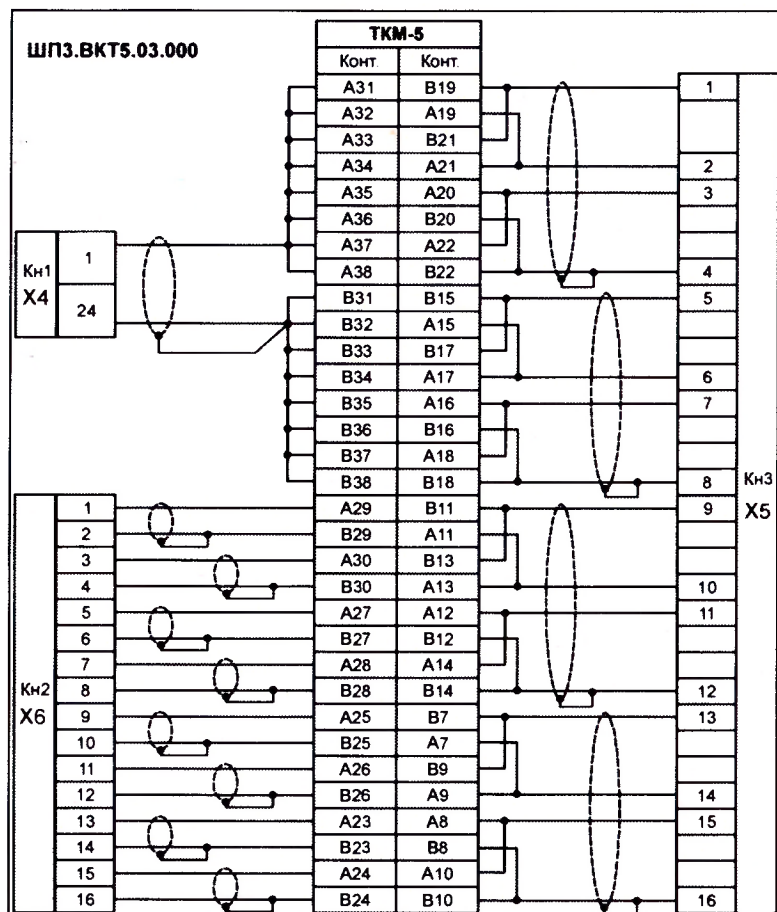 ШПЗ.ВКТ5.03.000
ТКМ-5
Конт. Конт.
A31 B19 1
A32 A19
A33 B21
A34 A21 2
A35 A20 3
A36 B20
A37 A22
A38 B22 4
B31 B15 5
B32 A15
B33 B17
B34 A17 6
B35 A16 7
B36 B16
B37 A18
B38 B18 8
Кн1
X4
1
24
Кн3
X5
1 A29 B11 9
2 B29 A11
3 A30 B13
4 B30 A13 10
5 A27 A12 11
6 B27 B12
7 A28 A14
8 B28 B14 12
9 A25 B7 13
10 B25 A7
11 A26 B9
12 B26 A9 14
13 A23 A8 15
14 B23 B8
15 A24 A10
16 B24 B10 16
Кн2
X6